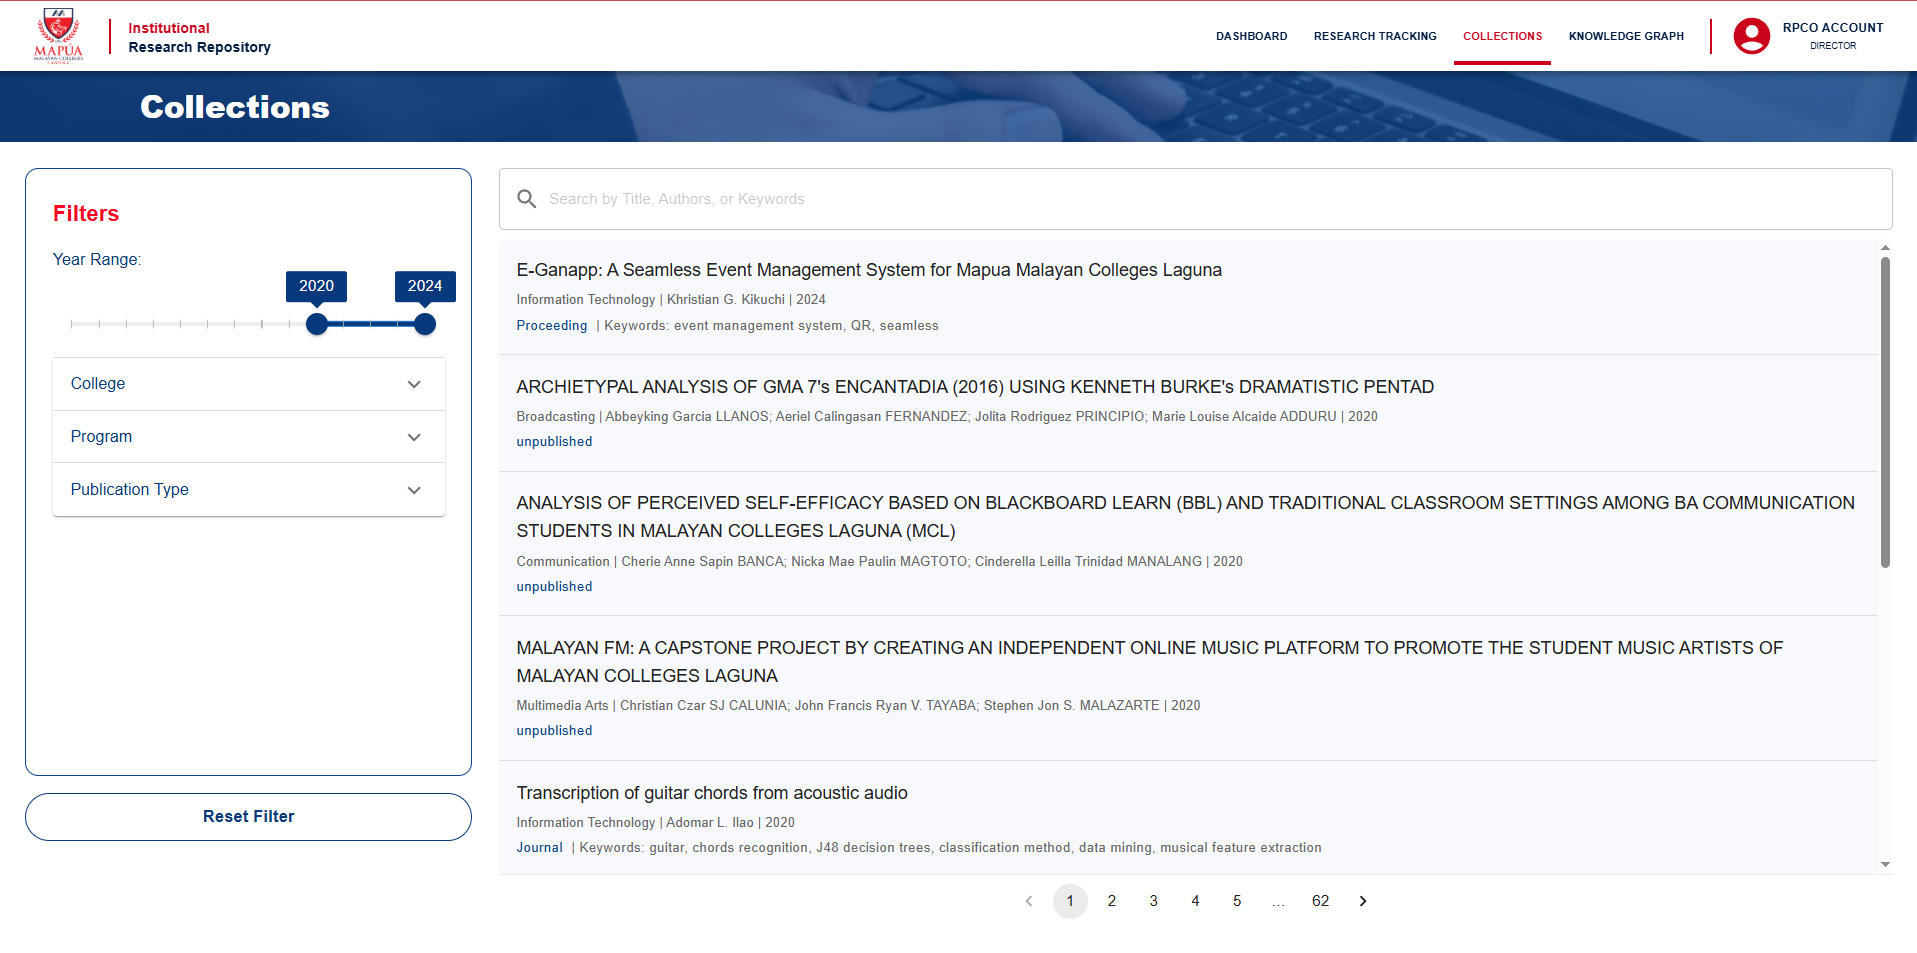 MAPÚA
MALAYAN COLLEGES
LAGUNA
Institutional
Research Repository
DASHBOARD
RESEARCH TRACKING
COLLECTIONS
KNOWLEDGE GRAPH
RPCO ACCOUNT
DIRECTOR
Collections
Filters
Year Range:
2020
2024
College
Program
Publication Type
Reset Filter
Search by Title, Authors, or Keywords
E-Ganapp: A Seamless Event Management System for Mapua Malayan Colleges Laguna
Information Technology | Khristian G. Kikuchi | 2024
Proceeding | Keywords: event management system, QR, seamless
ARCHIETYPAL ANALYSIS OF GMA 7's ENCANTADIA (2016) USING KENNETH BURKE's DRAMATISTIC PENTAD
Broadcasting | Abbeyking Garcia LLANOS; Aeriel Calingasan FERNANDEZ; Jolita Rodriguez PRINCIPIO; Marie Louise Alcaide ADDURU | 2020
unpublished
ANALYSIS OF PERCEIVED SELF-EFFICACY BASED ON BLACKBOARD LEARN (BBL) AND TRADITIONAL CLASSROOM SETTINGS AMONG BA COMMUNICATION
STUDENTS IN MALAYAN COLLEGES LAGUNA (MCL)
Communication | Cherie Anne Sapin BANCA; Nicka Mae Paulin MAGTOTO; Cinderella Leilla Trinidad MANALANG | 2020
unpublished
MALAYAN FM: A CAPSTONE PROJECT BY CREATING AN INDEPENDENT ONLINE MUSIC PLATFORM TO PROMOTE THE STUDENT MUSIC ARTISTS OF
MALAYAN COLLEGES LAGUNA
Multimedia Arts | Christian Czar SJ CALUNIA; John Francis Ryan V. TAYABA; Stephen Jon S. MALAZARTE | 2020
unpublished
Transcription of guitar chords from acoustic audio
Information Technology | Adomar L. Ilao | 2020
Journal | Keywords: guitar, chords recognition, J48 decision trees, classification method, data mining, musical feature extraction
1 2 3 4 5 ... 62